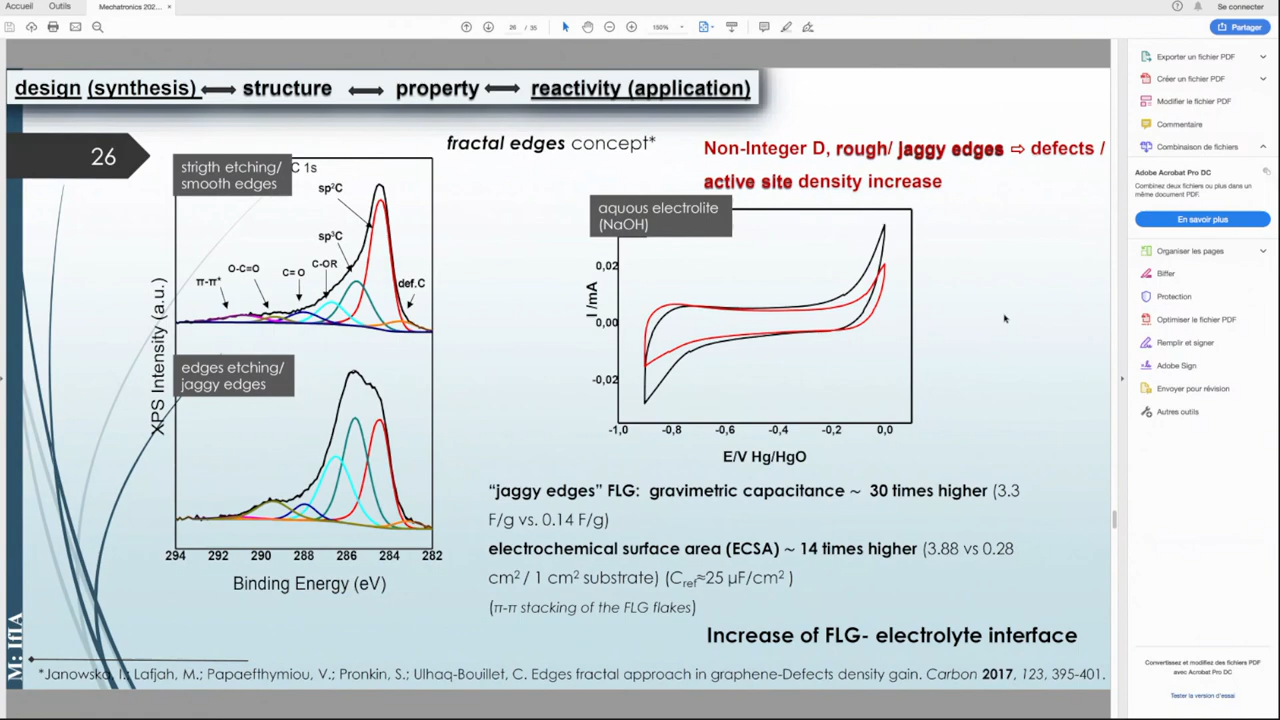 Accueil Outils Mechatronics 202... × Se connecter
26 / 35 150% Partager
design (synthesis) structure property reactivity (application)
26
fractal edges concept*
Non-Integer D, rough/ jaggy edges ⇨ defects /
active site density increase
strigth etching/
smooth edges
C 1s
sp²C
sp³C
C-OR
C= O
O-C=O
π-π*
def.C
edges etching/
jaggy edges
XPS Intensity (a.u.)
294 292 290 288 286 284 282
Binding Energy (eV)
aquous electrolite
(NaOH)
0,02
0,00
-0,02
I /mA
-1,0 -0,8 -0,6 -0,4 -0,2 0,0
E/V Hg/HgO
“jaggy edges” FLG: gravimetric capacitance ~ 30 times higher (3.3
F/g vs. 0.14 F/g)
electrochemical surface area (ECSA) ~ 14 times higher (3.88 vs 0.28
cm² / 1 cm² substrate) (Cref≈25 µF/cm² )
(π-π stacking of the FLG flakes)
Increase of FLG- electrolyte interface
M: IfIA
*Janowska, I.; Lafjah, M.; Papaefthymiou, V.; Pronkin, S.; Ulhaq-Bouillet, C. Edges fractal approach in graphene-Defects density gain. Carbon 2017, 123, 395-401.
Exporter un fichier PDF
Créer un fichier PDF
Modifier le fichier PDF
Commentaire
Combinaison de fichiers
Adobe Acrobat Pro DC
Combinez deux fichiers ou plus dans un
même document PDF.
En savoir plus
Organiser les pages
Biffer
Protection
Optimiser le fichier PDF
Remplir et signer
Adobe Sign
Envoyer pour révision
Autres outils
Convertissez et modifiez des fichiers PDF
avec Acrobat Pro DC
Tester la version d'essai